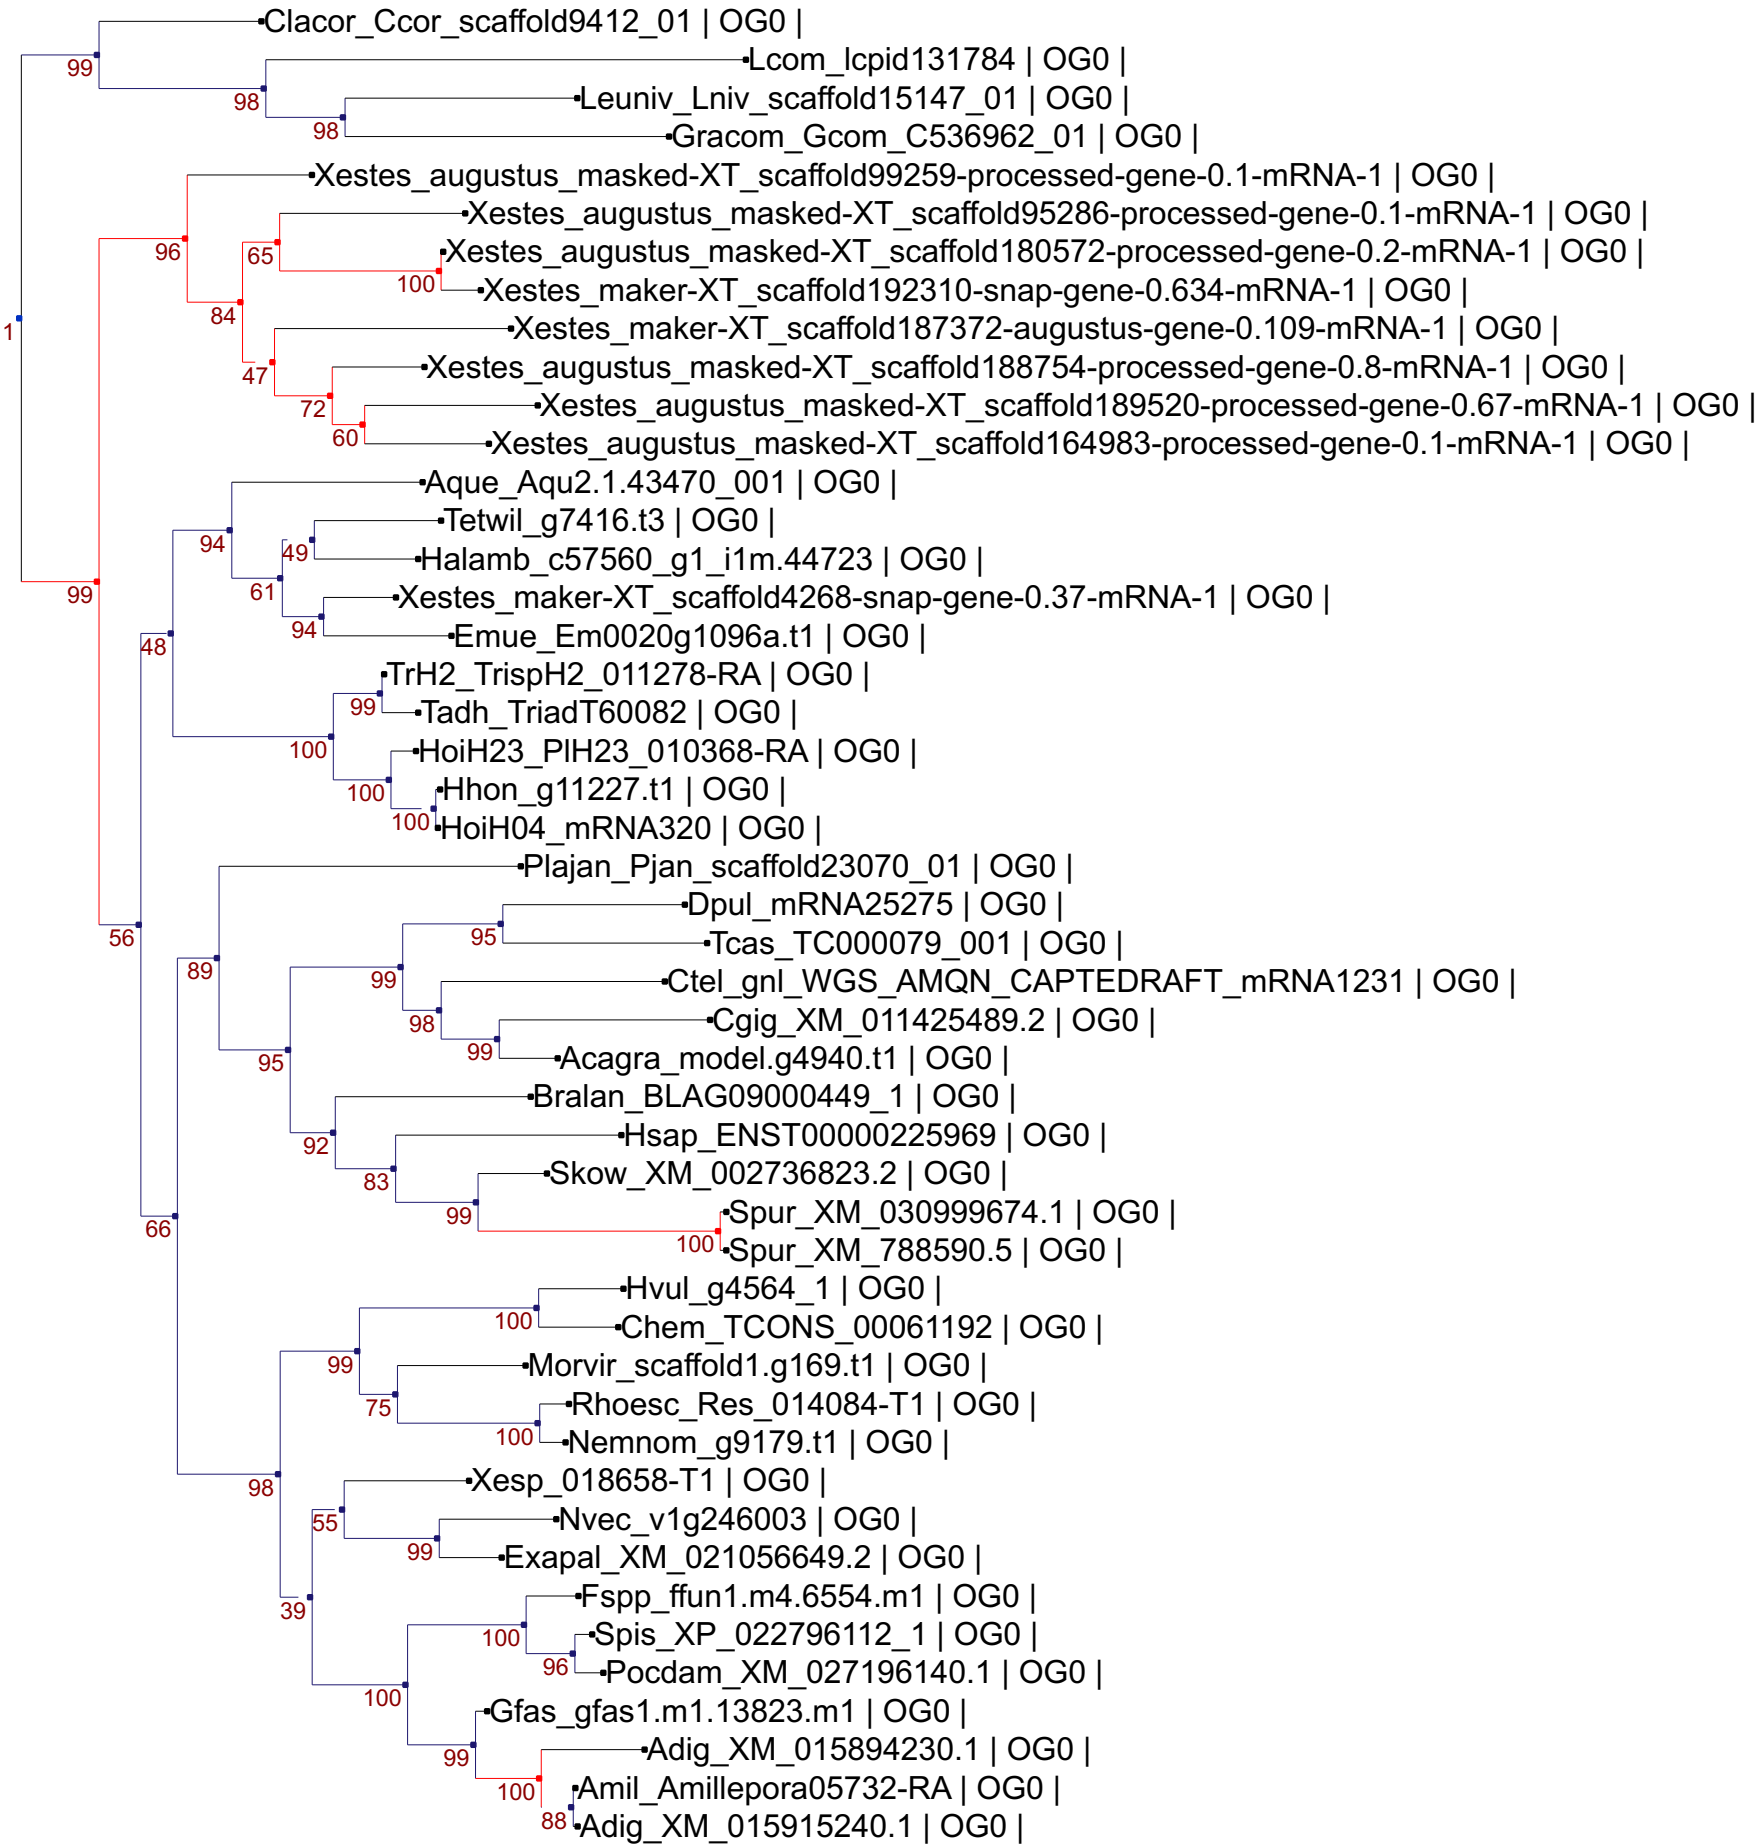 Clacor_Ccor_scaffold9412_01 | OG0 |
99
Lcom_lcpid131784 | OG0 |
98
Leuniv_Lniv_scaffold15147_01 | OG0 |
98
Gracom_Gcom_C536962_01 | OG0 |
Xestes_augustus_masked-XT_scaffold99259-processed-gene-0.1-mRNA-1 | OG0 |
Xestes_augustus_masked-XT_scaffold95286-processed-gene-0.1-mRNA-1 | OG0 |
96
65
Xestes_augustus_masked-XT_scaffold180572-processed-gene-0.2-mRNA-1 | OG0 |
100
Xestes_maker-XT_scaffold192310-snap-gene-0.634-mRNA-1 | OG0 |
84
1
Xestes_maker-XT_scaffold187372-augustus-gene-0.109-mRNA-1 | OG0 |
47
Xestes_augustus_masked-XT_scaffold188754-processed-gene-0.8-mRNA-1 | OG0 |
72
Xestes_augustus_masked-XT_scaffold189520-processed-gene-0.67-mRNA-1 | OG0 |
60
Xestes_augustus_masked-XT_scaffold164983-processed-gene-0.1-mRNA-1 | OG0 |
Aque_Aqu2.1.43470_001 | OG0 |
Tetwil_g7416.t3 | OG0 |
94
49
Halamb_c57560_g1_i1m.44723 | OG0 |
99
61
Xestes_maker-XT_scaffold4268-snap-gene-0.37-mRNA-1 | OG0 |
94
Emue_Em0020g1096a.t1 | OG0 |
48
TrH2_TrispH2_011278-RA | OG0 |
99
Tadh_TriadT60082 | OG0 |
100
HoiH23_PlH23_010368-RA | OG0 |
100
Hhon_g11227.t1 | OG0 |
100
HoiH04_mRNA320 | OG0 |
Plajan_Pjan_scaffold23070_01 | OG0 |
Dpul_mRNA25275 | OG0 |
56
95
Tcas_TC000079_001 | OG0 |
89
99
Ctel_gnl_WGS_AMQN_CAPTEDRAFT_mRNA1231 | OG0 |
98
Cgig_XM_011425489.2 | OG0 |
99
Acagra_model.g4940.t1 | OG0 |
95
Bralan_BLAG09000449_1 | OG0 |
92
Hsap_ENST00000225969 | OG0 |
83
Skow_XM_002736823.2 | OG0 |
99
Spur_XM_030999674.1 | OG0 |
66
100
Spur_XM_788590.5 | OG0 |
Hvul_g4564_1 | OG0 |
100
Chem_TCONS_00061192 | OG0 |
99
Morvir_scaffold1.g169.t1 | OG0 |
75
Rhoesc_Res_014084-T1 | OG0 |
100
Nemnom_g9179.t1 | OG0 |
98
Xesp_018658-T1 | OG0 |
55
Nvec_v1g246003 | OG0 |
99
Exapal_XM_021056649.2 | OG0 |
39
Fspp_ffun1.m4.6554.m1 | OG0 |
100
Spis_XP_022796112_1 | OG0 |
96
Pocdam_XM_027196140.1 | OG0 |
100
Gfas_gfas1.m1.13823.m1 | OG0 |
99
Adig_XM_015894230.1 | OG0 |
100
Amil_Amillepora05732-RA | OG0 |
88
Adig_XM_015915240.1 | OG0 |